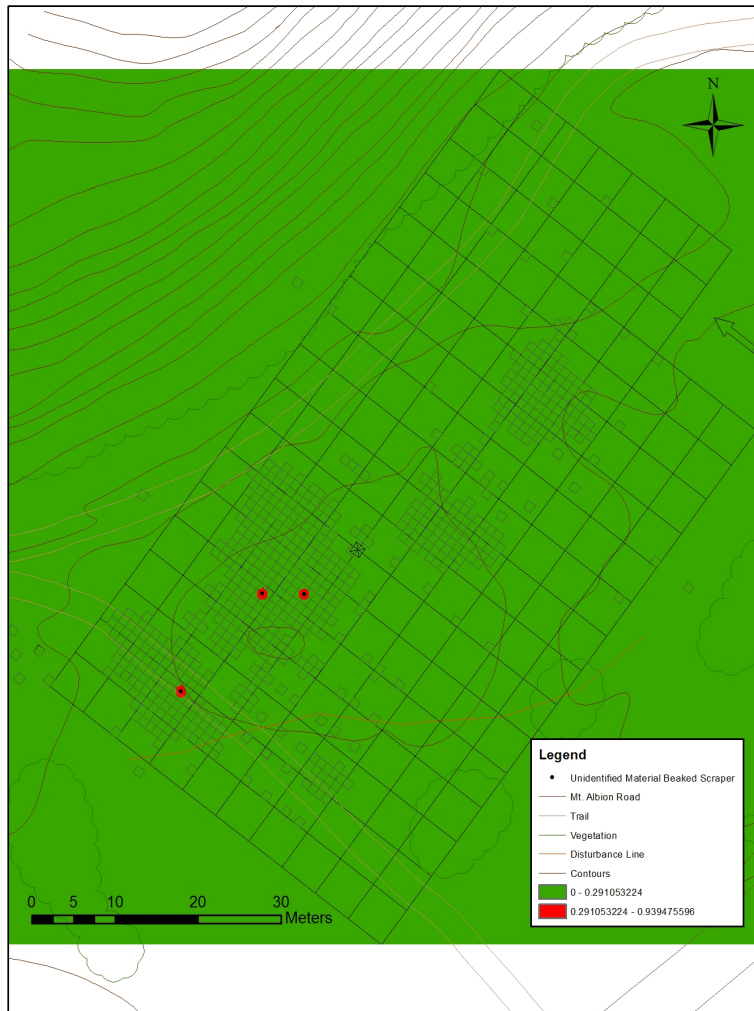 N
Legend
Unidentified Material Beaked Scraper
Mt. Albion Road
Trail
Vegetation
Disturbance Line
Contours
0 - 0.291053224
0.291053224 - 0.939475596
0 5 10 20 30
Meters